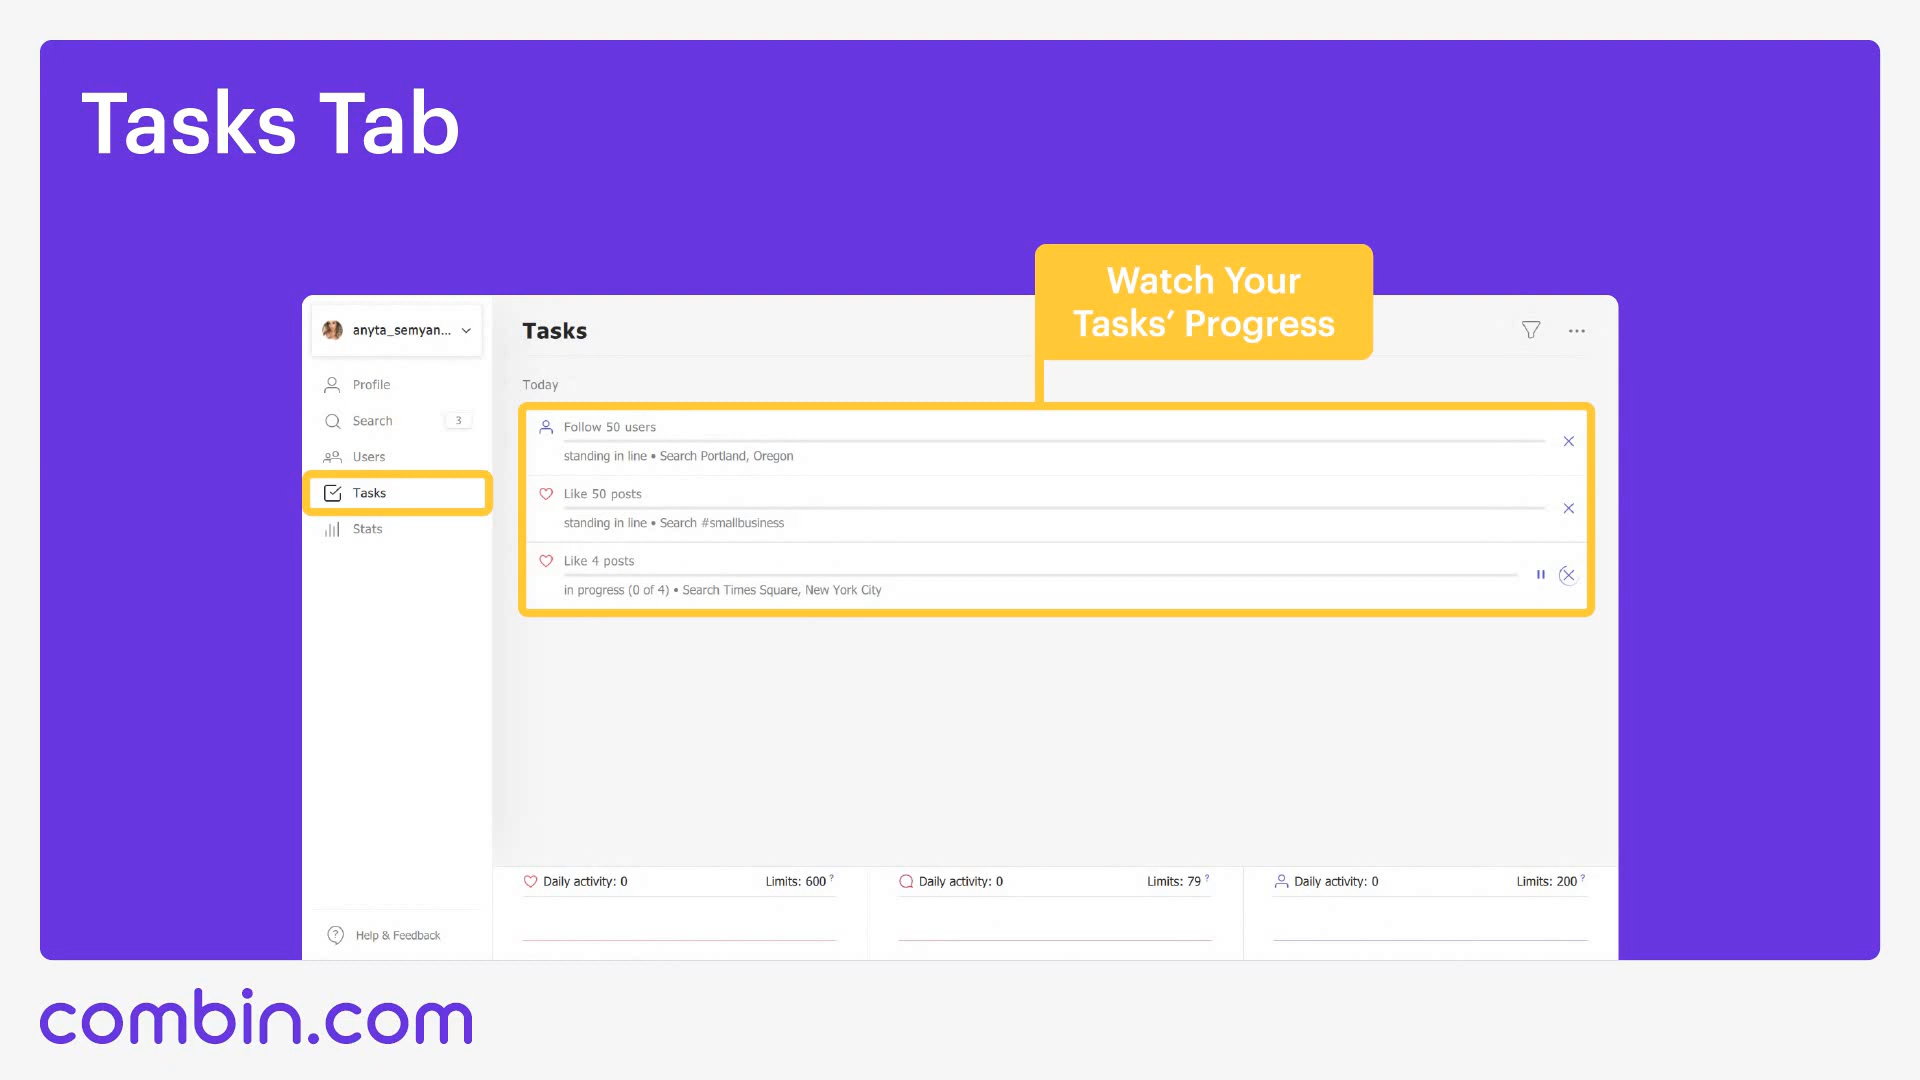 Tasks Tab
Watch Your
Tasks’ Progress
anyta_semyan...
Profile
Search 3
Users
Tasks
Stats
Help & Feedback
Tasks
Today
Follow 50 users
standing in line • Search Portland, Oregon
Like 50 posts
standing in line • Search #smallbusiness
Like 4 posts
in progress (0 of 4) • Search Times Square, New York City
Daily activity: 0 Limits: 600 ?
Daily activity: 0 Limits: 79 ?
Daily activity: 0 Limits: 200 ?
combin.com